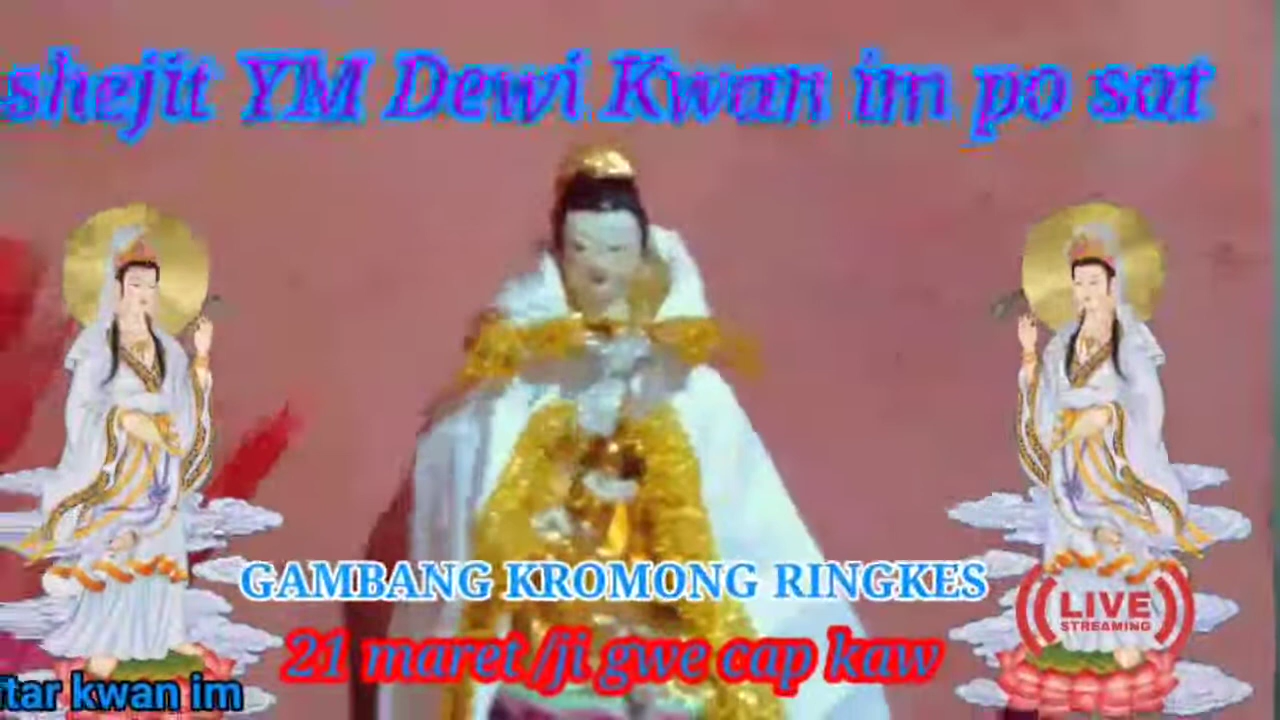 shejit YM Dewi Kwan im po sat
GAMBANG KROMONG RINGKES
LIVE
STREAMING
21 maret /ji gwe cap kaw
kwan im